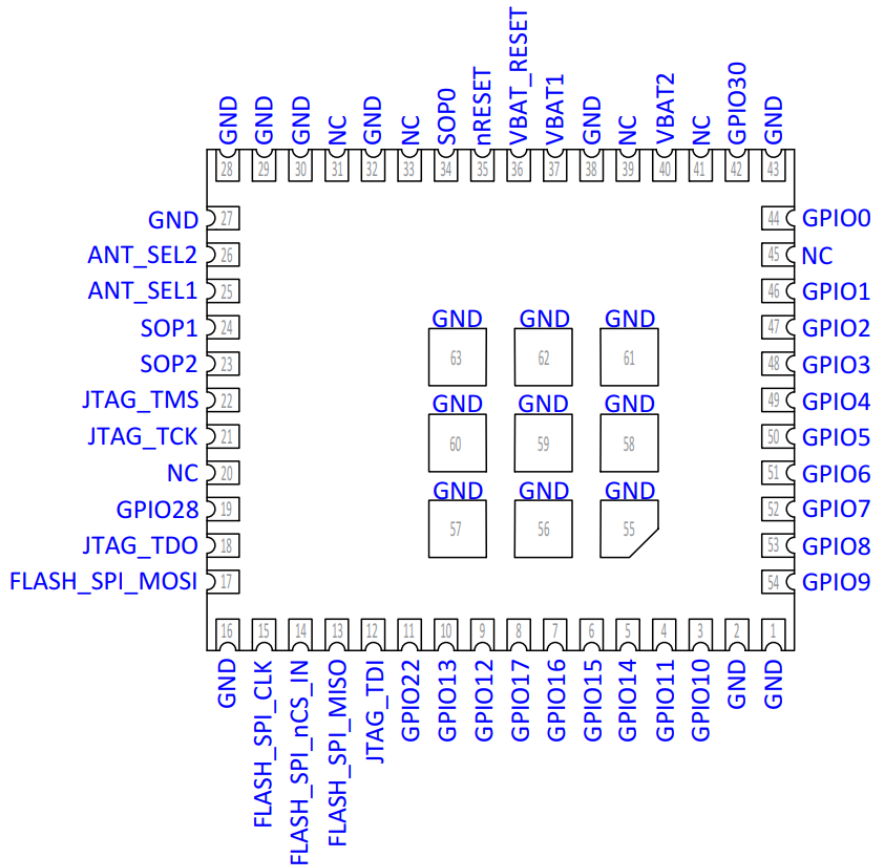 GND
GND
GND
NC
GND
NC
SOP0
nRESET
VBAT_RESET
VBAT1
GND
NC
VBAT2
NC
GPIO30
GND
28 29 30 31 32 33 34 35 36 37 38 39 40 41 42 43
GND 27
ANT_SEL2 26
ANT_SEL1 25
SOP1 24
SOP2 23
JTAG_TMS 22
JTAG_TCK 21
NC 20
GPIO28 19
JTAG_TDO 18
FLASH_SPI_MOSI 17
GND GND GND
63 62 61
GND GND GND
60 59 58
GND GND GND
57 56 55
44 GPIO0
45 NC
46 GPIO1
47 GPIO2
48 GPIO3
49 GPIO4
50 GPIO5
51 GPIO6
52 GPIO7
53 GPIO8
54 GPIO9
16 15 14 13 12 11 10 9 8 7 6 5 4 3 2 1
GND
FLASH_SPI_CLK
FLASH_SPI_nCS_IN
FLASH_SPI_MISO
JTAG_TDI
GPIO22
GPIO13
GPIO12
GPIO17
GPIO16
GPIO15
GPIO14
GPIO11
GPIO10
GND
GND